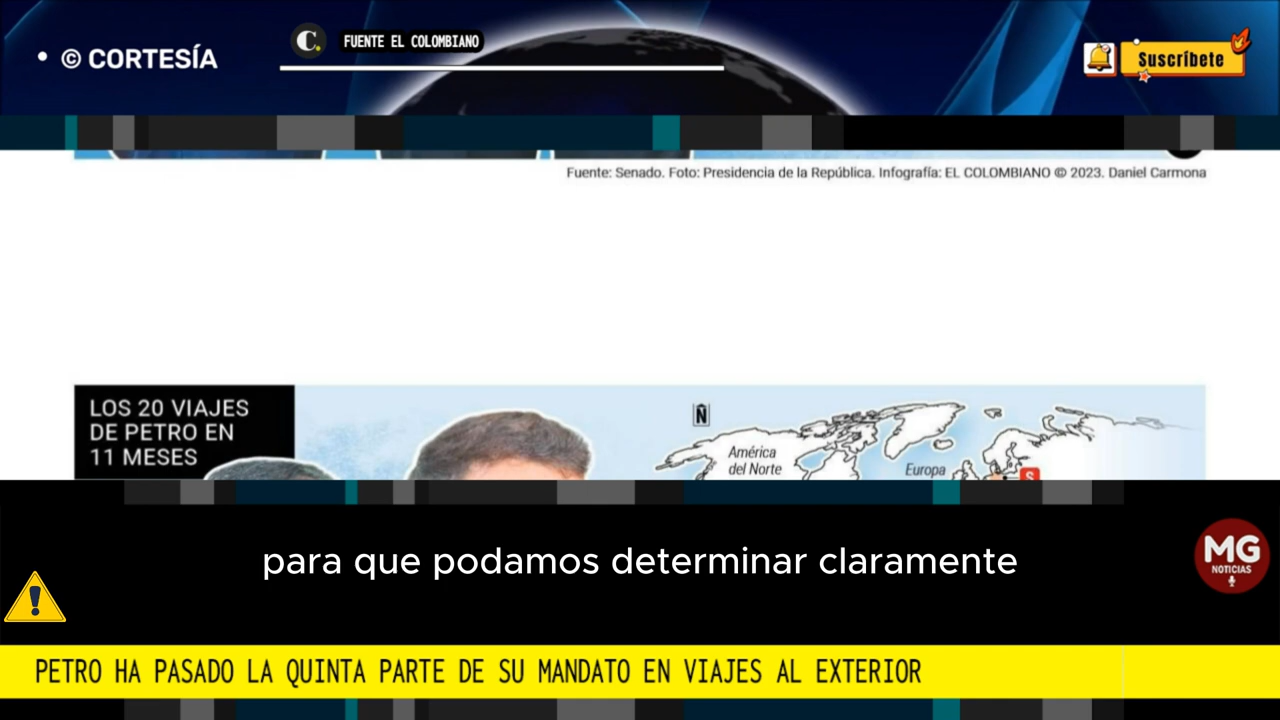 © CORTESÍA
C.
FUENTE EL COLOMBIANO
Suscríbete
Fuente: Senado. Foto: Presidencia de la República. Infografía: EL COLOMBIANO © 2023. Daniel Carmona
LOS 20 VIAJES
DE PETRO EN
11 MESES
Ñ
América
del Norte
Europa
S
para que podamos determinar claramente
MG
NOTICIAS
PETRO HA PASADO LA QUINTA PARTE DE SU MANDATO EN VIAJES AL EXTERIOR